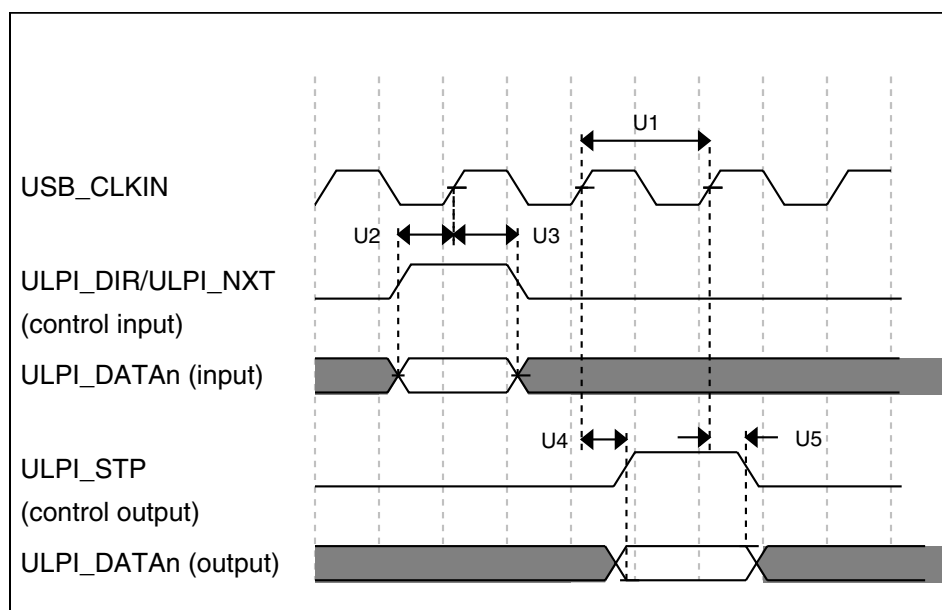 U1
USB_CLKIN
U2
U3
ULPI_DIR/ULPI_NXT
(control input)
ULPI_DATAn (input)
U4
U5
ULPI_STP
(control output)
ULPI_DATAn (output)